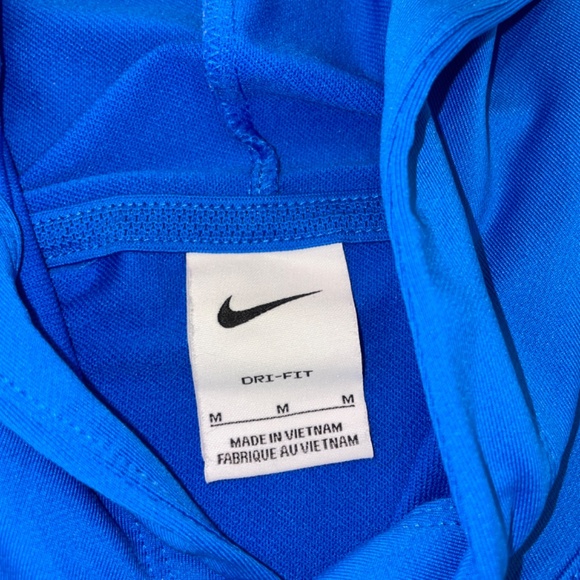 DRI-FIT
M M M
MADE IN VIETNAM
FABRIQUE AU VIETNAM